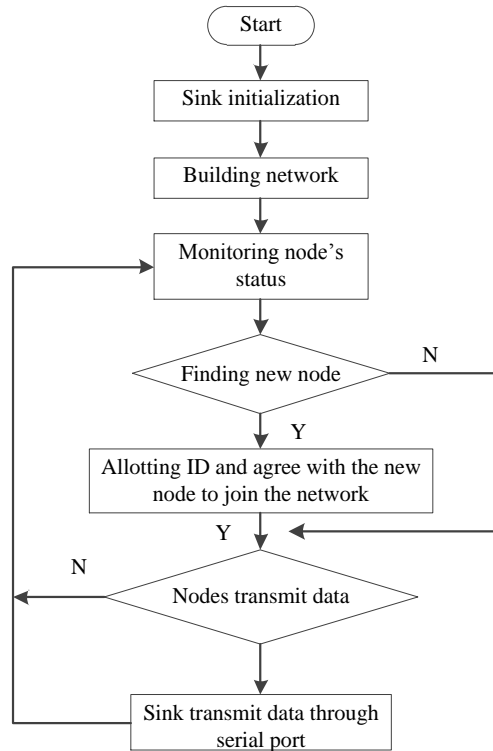 Start
Sink initialization
Building network
Monitoring node's
status
Finding new node
N
Y
Allotting ID and agree with the new
node to join the network
Y
N
Nodes transmit data
Sink transmit data through
serial port